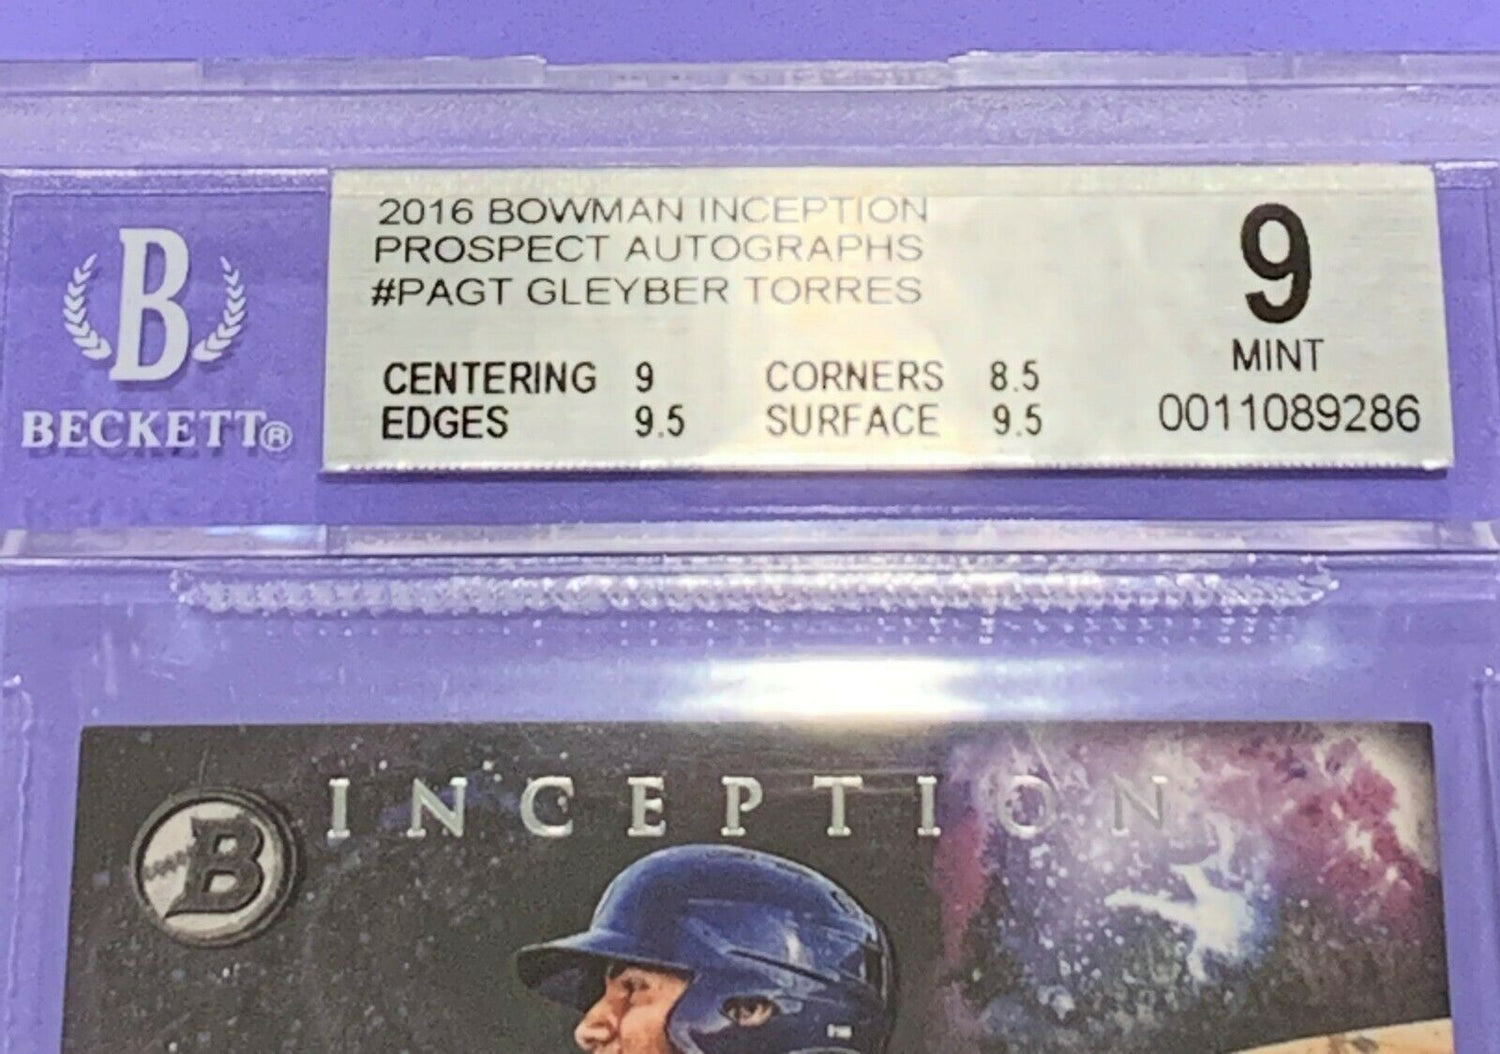 2016 BOWMAN INCEPTION
PROSPECT AUTOGRAPHS
#PAGT GLEYBER TORRES
9
MINT
CENTERING 9 CORNERS 8.5
EDGES 9.5 SURFACE 9.5
0011089286
B
BECKETT®
INCEPTION
B